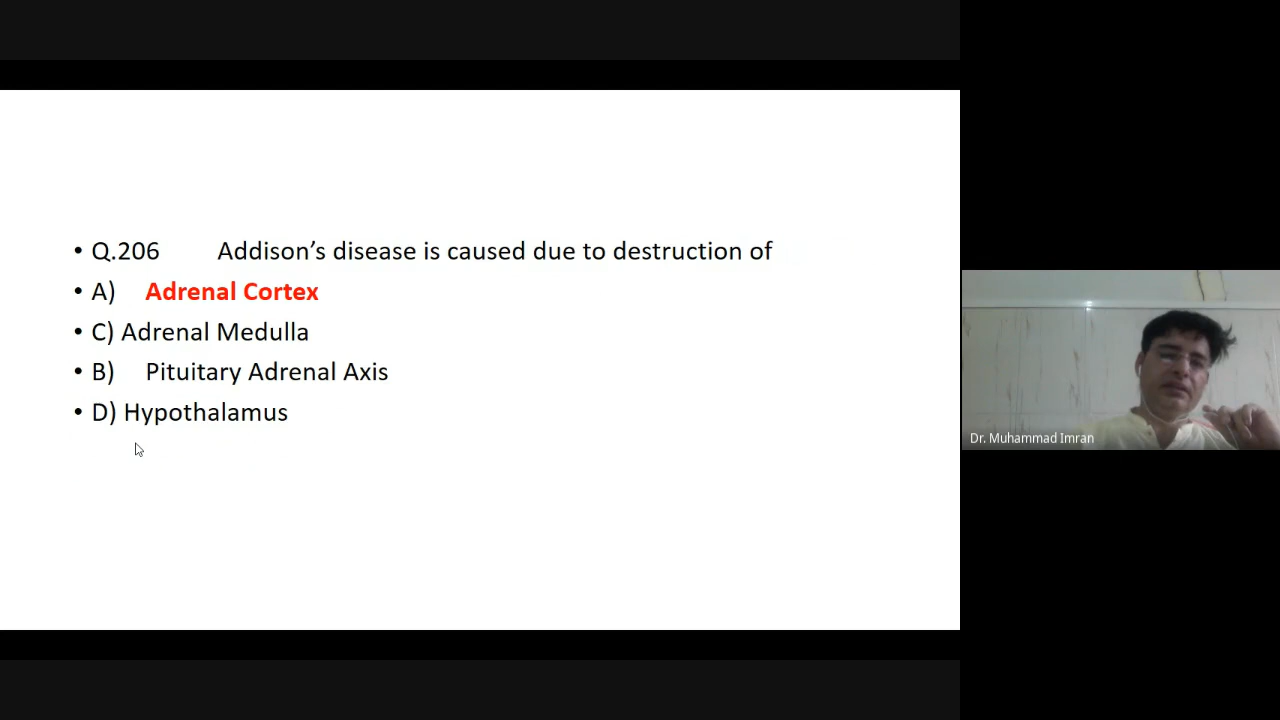 • Q.206 Addison’s disease is caused due to destruction of
• A) Adrenal Cortex
• C) Adrenal Medulla
• B) Pituitary Adrenal Axis
• D) Hypothalamus
Dr. Muhammad Imran